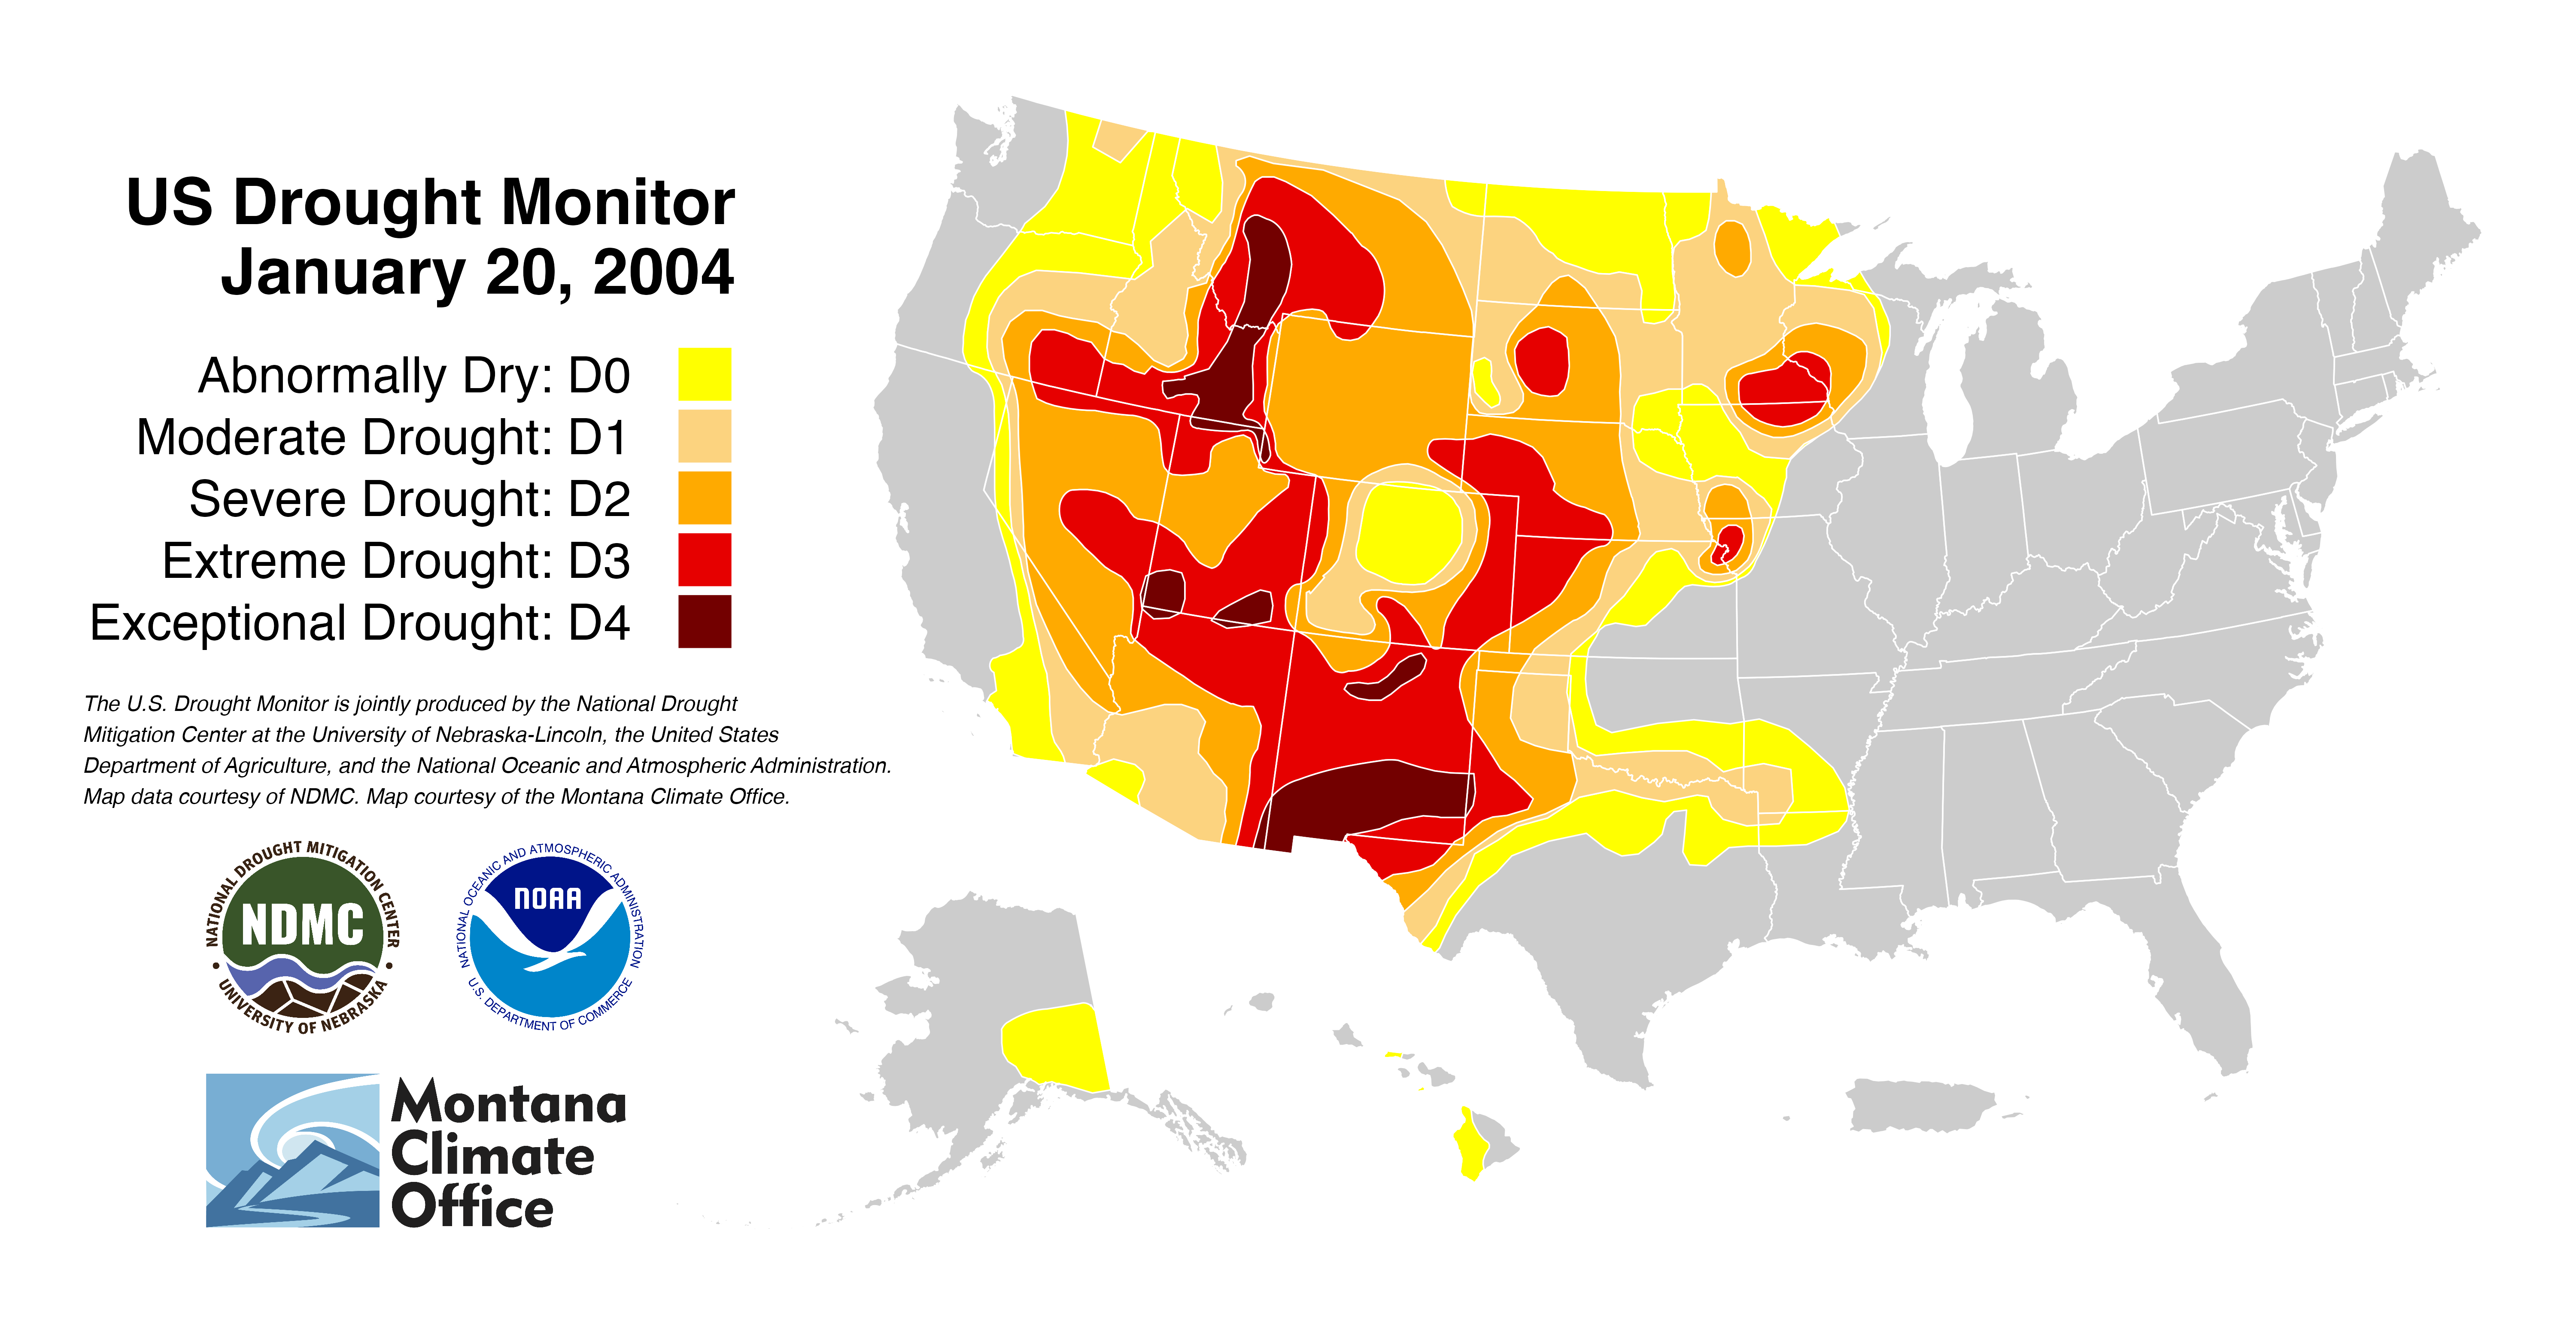 US Drought Monitor
January 20, 2004
Abnormally Dry: D0
Moderate Drought: D1
Severe Drought: D2
Extreme Drought: D3
Exceptional Drought: D4
The U.S. Drought Monitor is jointly produced by the National Drought
Mitigation Center at the University of Nebraska-Lincoln, the United States
Department of Agriculture, and the National Oceanic and Atmospheric Administration.
Map data courtesy of NDMC. Map courtesy of the Montana Climate Office.
NATIONAL DROUGHT MITIGATION CENTER
NDMC
UNIVERSITY OF NEBRASKA
NATIONAL OCEANIC AND ATMOSPHERIC ADMINISTRATION
NOAA
U.S. DEPARTMENT OF COMMERCE
Montana
Climate
Office